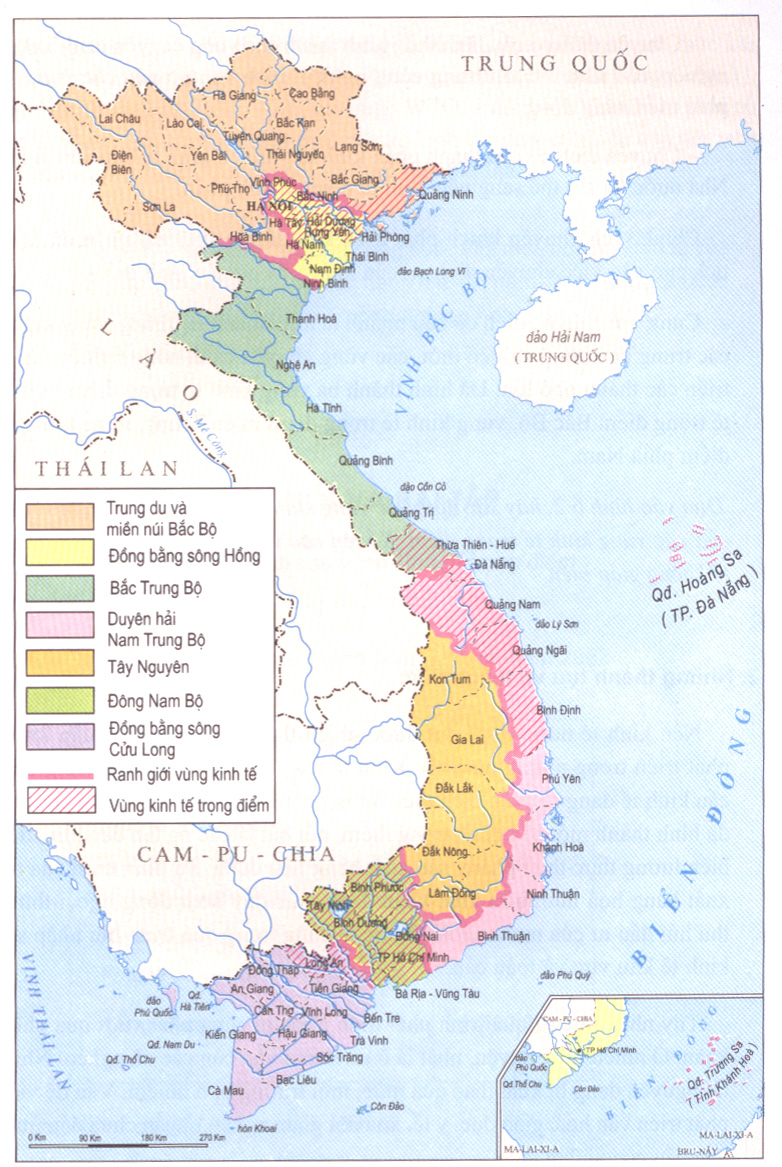 TRUNG QUỐC
Hà Giang
Cao Bằng
Lai Châu
Lào Cai
Bắc Kạn
Tuyên Quang
Điện
Biên
Yên Bái
Thái Nguyên
Lạng Sơn
Phú Thọ
Vĩnh Phúc
Bắc Giang
Bắc Ninh
Quảng Ninh
Sơn La
HÀ NỘI
Hà Tây
Hải Dương
Hưng Yên
Hải Phòng
Hoà Bình
Hà Nam
Thái Bình
Nam Định
Ninh Bình
đảo Bạch Long Vĩ
VỊNH BẮC BỘ
Thanh Hoá
LÀO
đảo Hải Nam
( TRUNG QUỐC )
Nghệ An
Hà Tĩnh
S. Mê Công
THÁI LAN
Quảng Bình
đảo Cồn Cỏ
Quảng Trị
Thừa Thiên - Huế
Đà Nẵng
Qđ. Hoàng Sa
( TP. Đà Nẵng )
Quảng Nam
đảo Lý Sơn
Quảng Ngãi
Trung du và
miền núi Bắc Bộ
Đồng bằng sông Hồng
Bắc Trung Bộ
Duyên hải
Nam Trung Bộ
Tây Nguyên
Đông Nam Bộ
Đồng bằng sông
Cửu Long
Ranh giới vùng kinh tế
Vùng kinh tế trọng điểm
Kon Tum
Bình Định
Gia Lai
Phú Yên
Đắk Lắk
BIỂN ĐÔNG
CAM - PU - CHIA
Đắk Nông
Khánh Hoà
Bình Phước
Lâm Đồng
Ninh Thuận
Tây Ninh
Bình Dương
Đồng Nai
Bình Thuận
TP Hồ Chí Minh
Long An
Đồng Tháp
đảo Phú Quý
An Giang
Tiền Giang
Bà Rịa - Vũng Tàu
VỊNH THÁI LAN
đảo
Phú Quốc
Qđ.
Hà Tiên
Cần Thơ
Vĩnh Long
Bến Tre
Kiên Giang
Hậu Giang
Trà Vinh
Qđ. Nam Du
Qđ. Thổ Chu
Sóc Trăng
Bạc Liêu
Cà Mau
Côn Đảo
hòn Khoai
0 Km 90 Km 180 Km 270 Km
CAM - PU - CHIA
TP Hồ Chí Minh
đảo
Phú Quốc
Qđ. Thổ Chu
Côn Đảo
BIỂN ĐÔNG
Qđ. Trường Sa
( Tỉnh Khánh Hoà )
MA-LAI-XI-A
BRU-NÂY
MA-LAI-XI-A